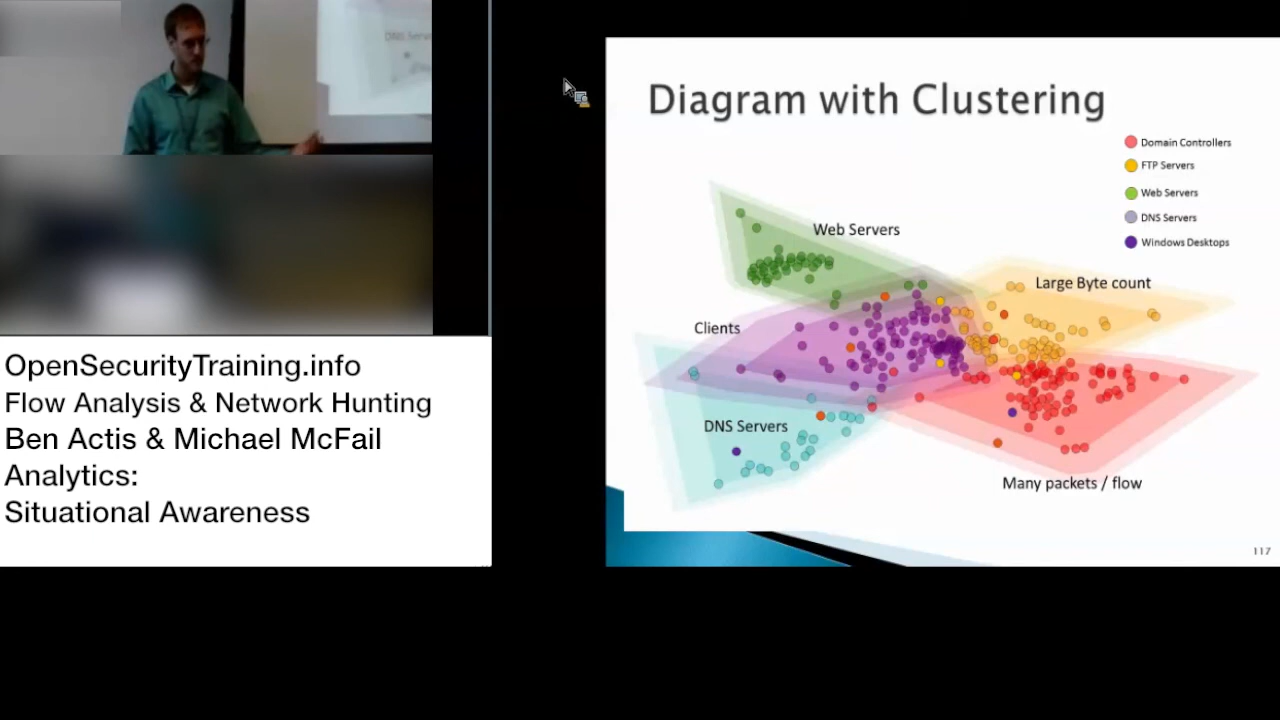 OpenSecurityTraining.info
Flow Analysis & Network Hunting
Ben Actis & Michael McFail
Analytics:
Situational Awareness
Diagram with Clustering
Domain Controllers
FTP Servers
Web Servers
DNS Servers
Windows Desktops
Web Servers
Large Byte count
Clients
DNS Servers
Many packets / flow
117